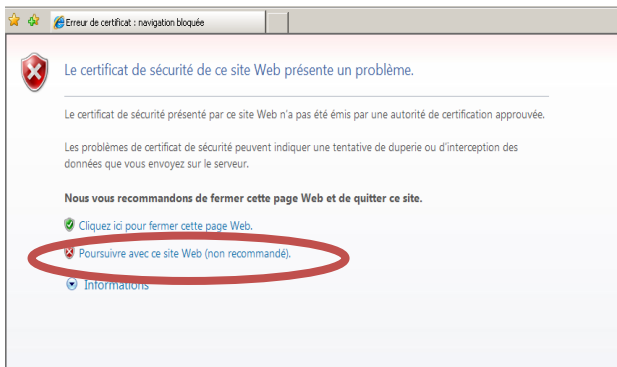 Erreur de certificat : navigation bloquée
Le certificat de sécurité de ce site Web présente un problème.
Le certificat de sécurité présenté par ce site Web n'a pas été émis par une autorité de certification approuvée.
Les problèmes de certificat de sécurité peuvent indiquer une tentative de duperie ou d'interception des
données que vous envoyez sur le serveur.
Nous vous recommandons de fermer cette page Web et de quitter ce site.
Cliquez ici pour fermer cette page Web.
Poursuivre avec ce site Web (non recommandé).
Informations